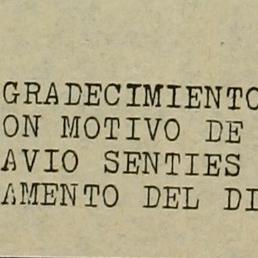 GRADECIMIENTO
ON MOTIVO DE
AVIO SENTIES
AMENTO DEL DI